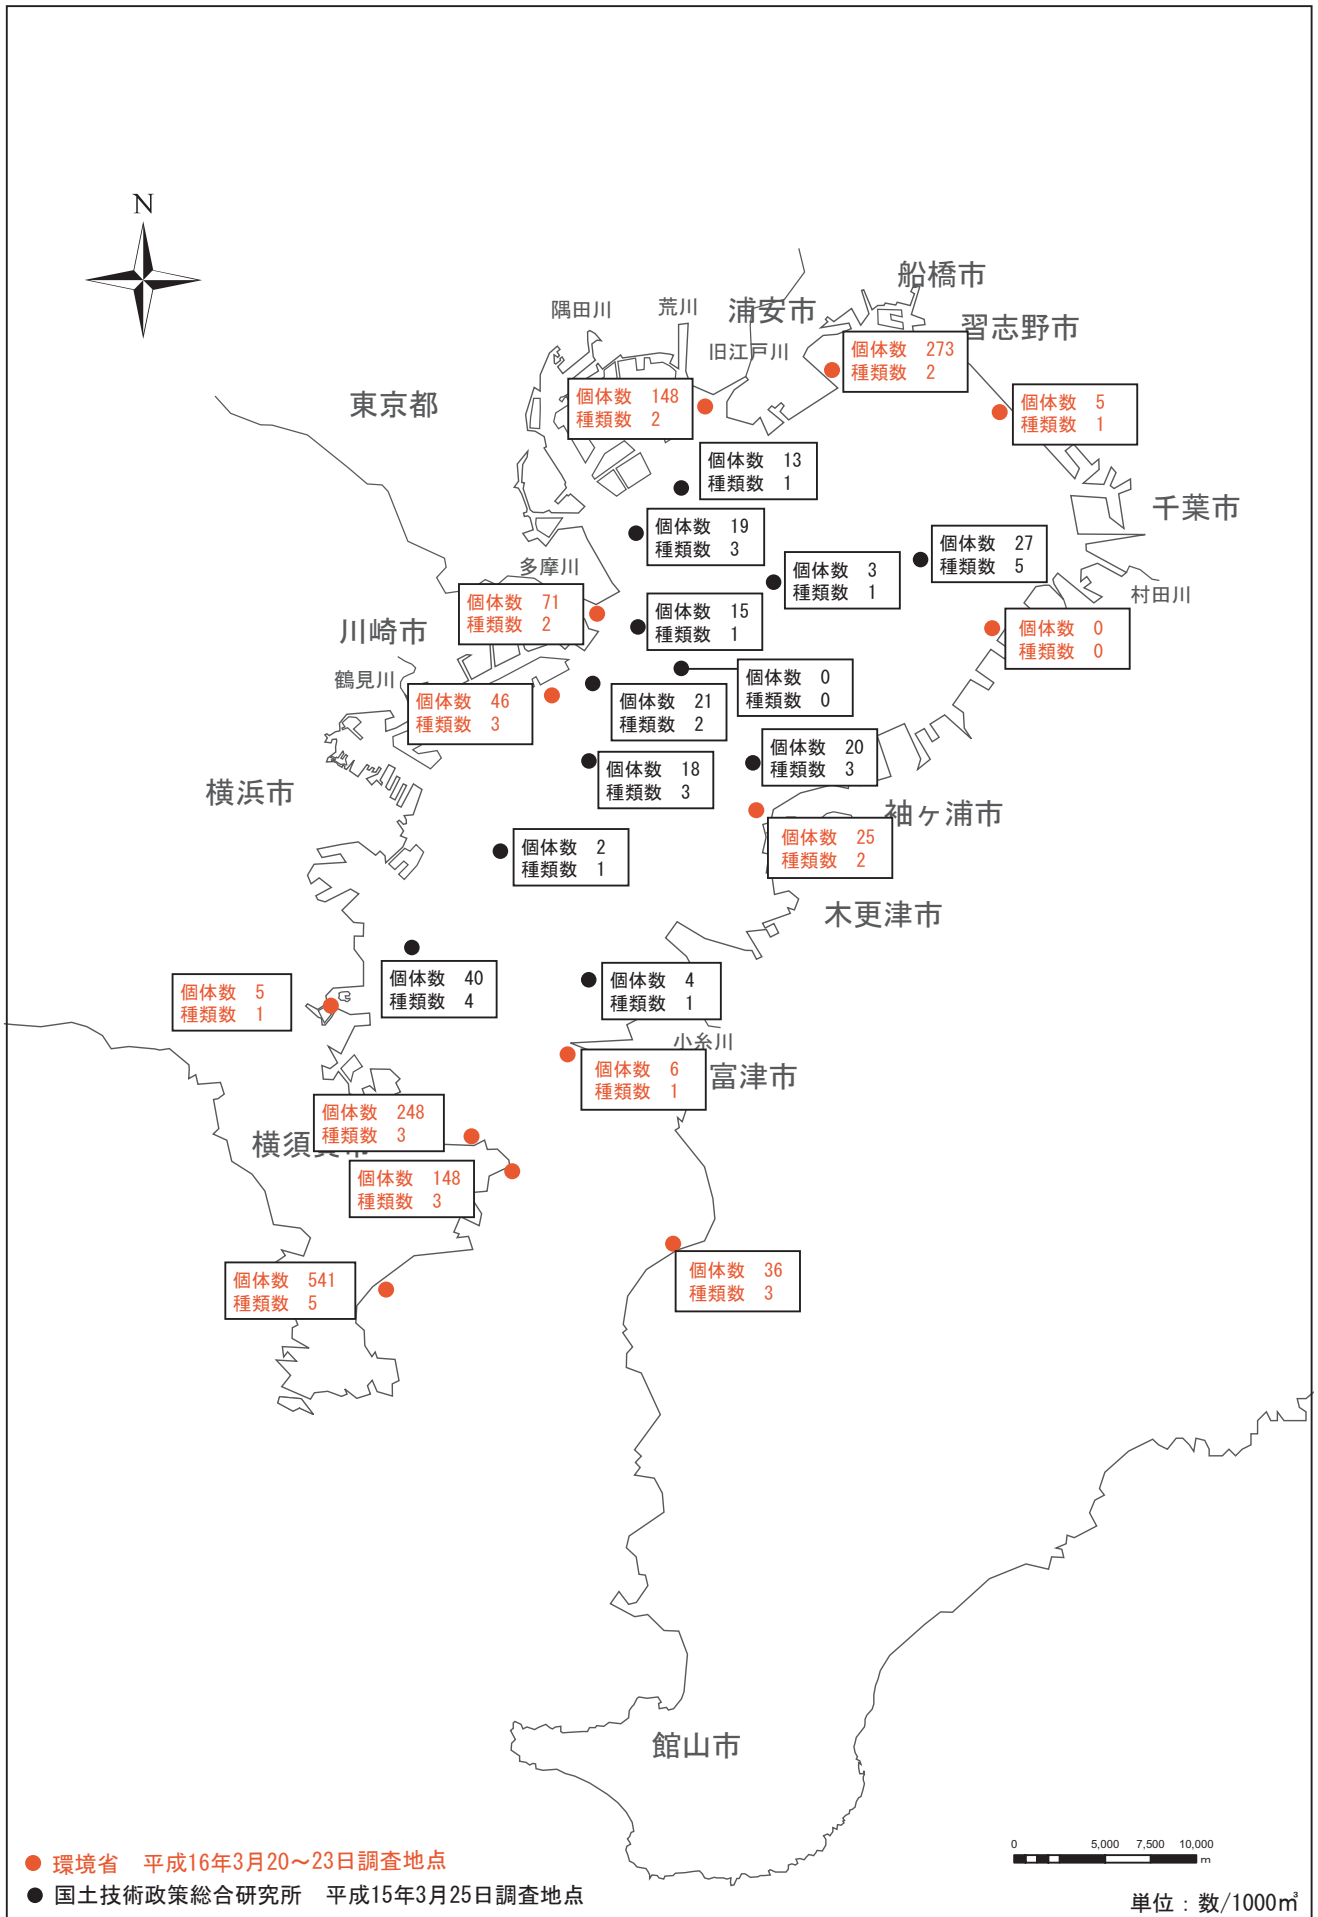 N
船橋市
隅田川
荒川
浦安市
習志野市
旧江戸川
個体数 273
種類数 2
東京都
個体数 148
種類数 2
個体数 5
種類数 1
個体数 13
種類数 1
千葉市
個体数 19
種類数 3
個体数 27
種類数 5
多摩川
個体数 3
種類数 1
村田川
個体数 71
種類数 2
川崎市
個体数 15
種類数 1
個体数 0
種類数 0
鶴見川
個体数 0
種類数 0
個体数 46
種類数 3
個体数 21
種類数 2
個体数 20
種類数 3
個体数 18
種類数 3
横浜市
袖ヶ浦市
個体数 25
種類数 2
個体数 2
種類数 1
木更津市
個体数 40
種類数 4
個体数 4
種類数 1
個体数 5
種類数 1
小糸川
個体数 6
種類数 1
富津市
個体数 248
種類数 3
横須
個体数 148
種類数 3
個体数 541
種類数 5
個体数 36
種類数 3
館山市
0 5,000 7,500 10,000
m
環境省 平成16年3月20～23日調査地点
国土技術政策総合研究所 平成15年3月25日調査地点
単位：数/1000㎥